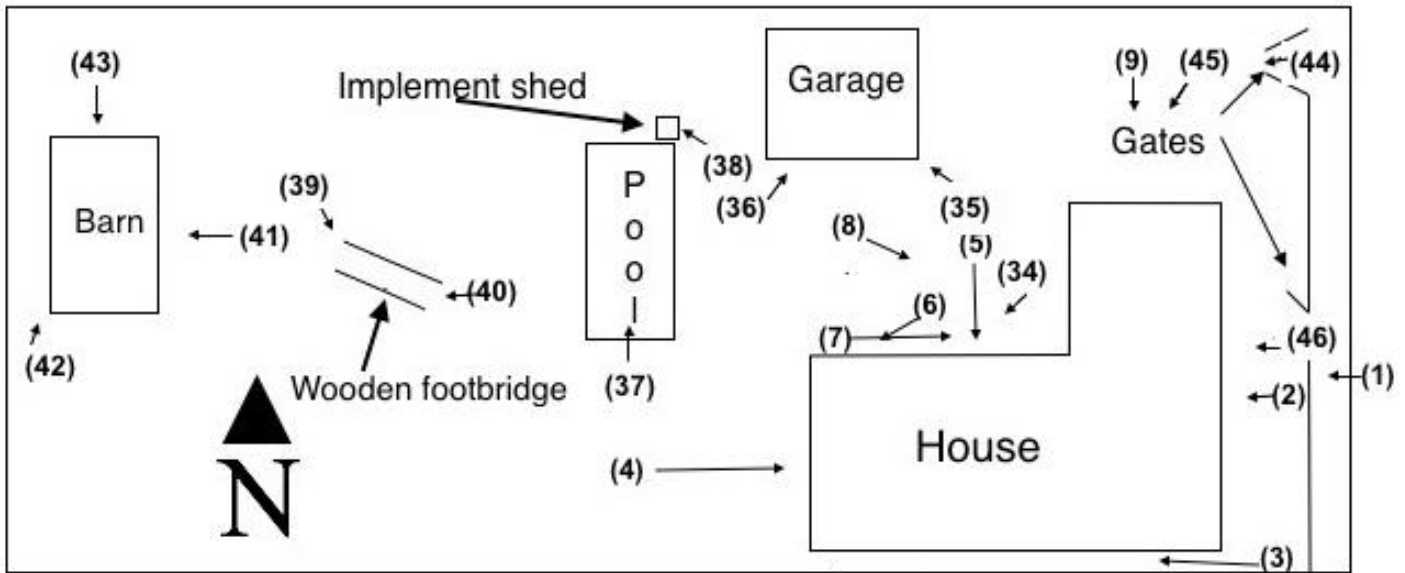 (43)
Implement shed
Garage
(9)
(45)
(44)
Gates
(38)
(39)
Barn
(41)
Pool
(36)
(35)
(8)
(5)
(34)
(40)
(6)
(7)
(46)
(42)
Wooden footbridge
(37)
(1)
(2)
House
(4)
N
(3)